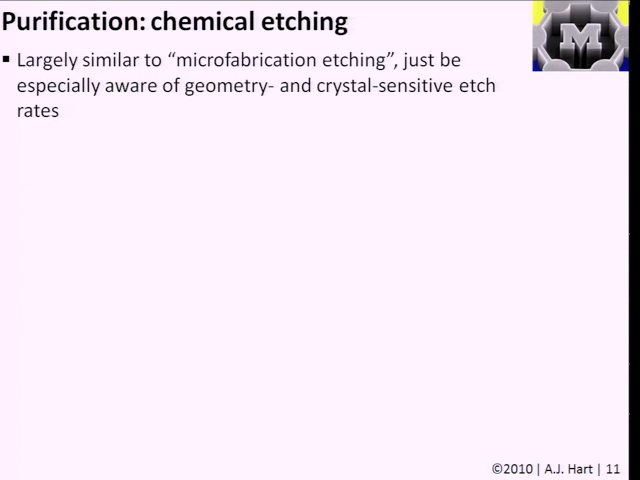 Purification: chemical etching
M
▪ Largely similar to “microfabrication etching”, just be
especially aware of geometry- and crystal-sensitive etch
rates
©2010 | A.J. Hart | 11